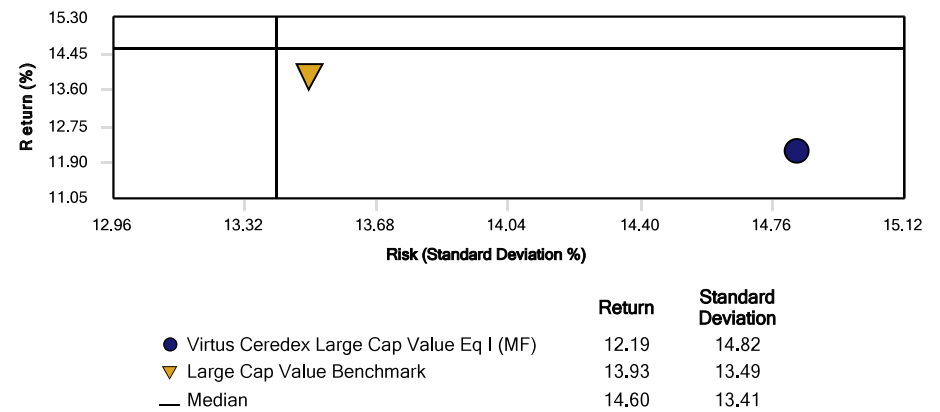 15.30
14.45
13.60
12.75
11.90
11.05
Return (%)
12.96 13.32 13.68 14.04 14.40 14.76 15.12
Risk (Standard Deviation %)
Return Standard Deviation
Virtus Ceredex Large Cap Value Eq I (MF) 12.19 14.82
Large Cap Value Benchmark 13.93 13.49
Median 14.60 13.41